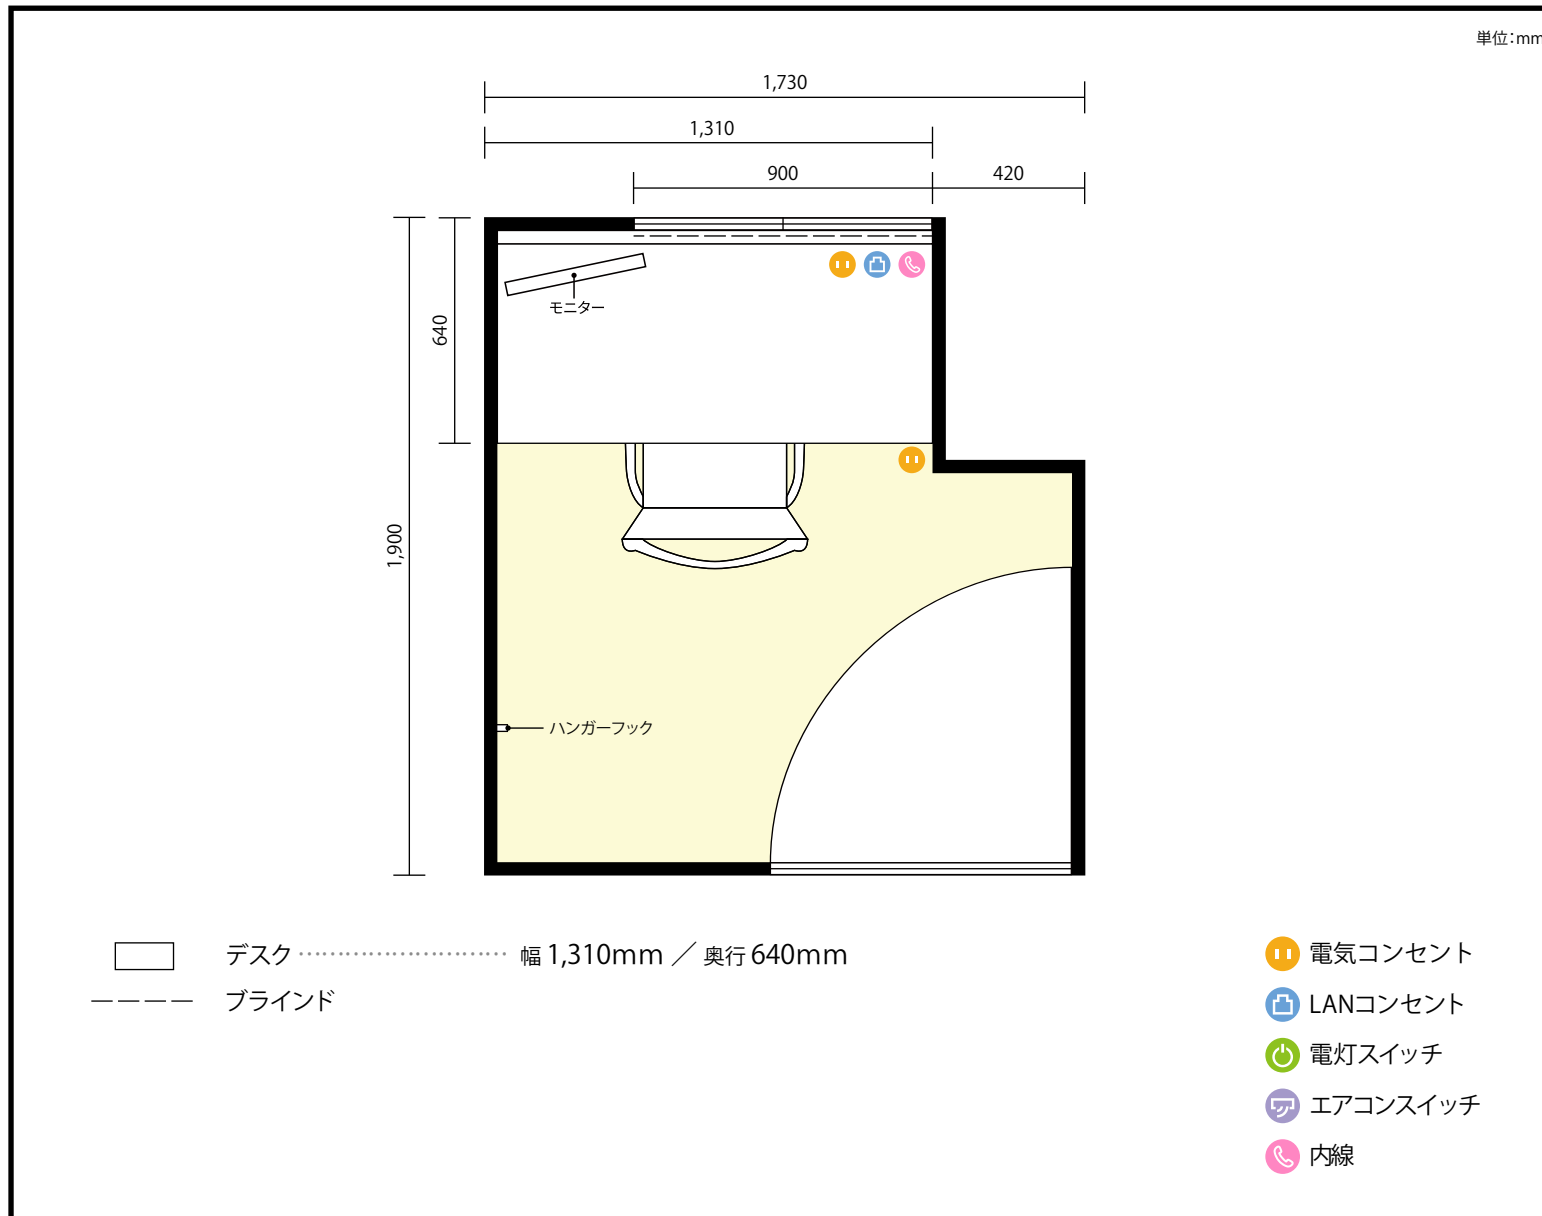 単位：mm
1,730
1,310
900
420
640
1,900
モニター
ハンガーフック
デスク 幅 1,310mm ／ 奥行 640mm
ブラインド
電気コンセント
LANコンセント
電灯スイッチ
エアコンスイッチ
内線